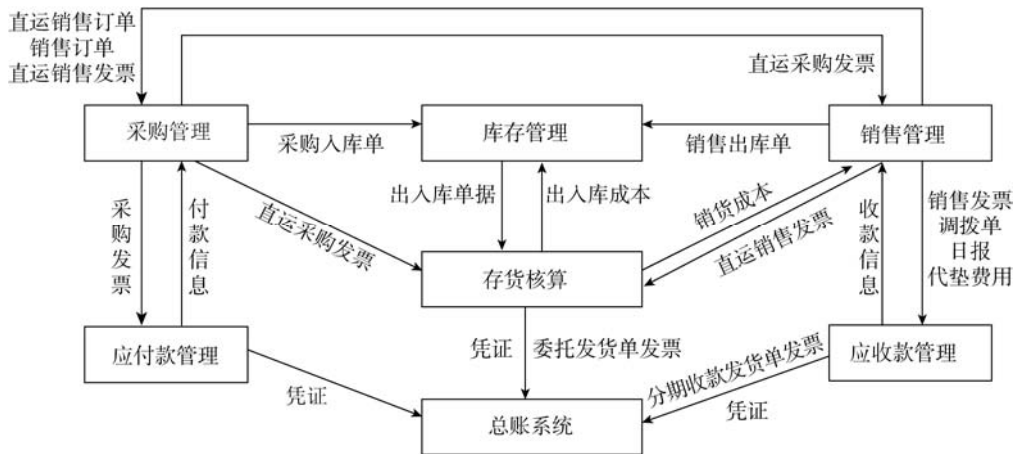 直运销售订单
销售订单
直运销售发票
直运采购发票
采购管理
采购入库单
库存管理
销售出库单
销售管理
采购发票
付款信息
直运采购发票
出入库单据
出入库成本
销货成本
直运销售发票
收款信息
销售发票
调拨单
日报
代垫费用
存货核算
应付款管理
凭证
凭证
委托发货单发票
分期收款发货单发票
凭证
应收款管理
总账系统